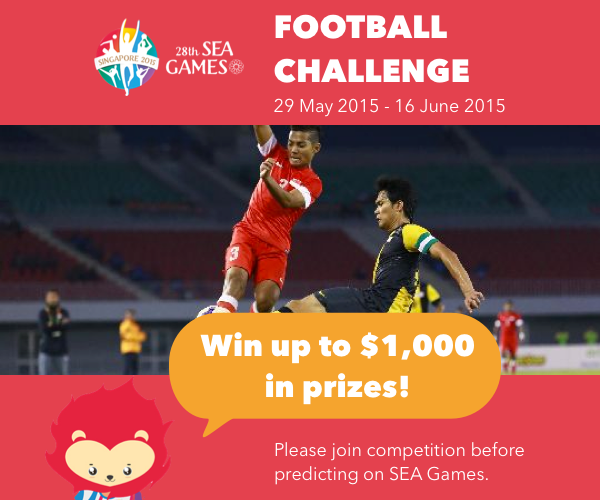 FOOTBALL
CHALLENGE
29 May 2015 - 16 June 2015
28th SEA
GAMES
SINGAPORE 2015
3
Win up to $1,000
in prizes!
Please join competition before
predicting on SEA Games.